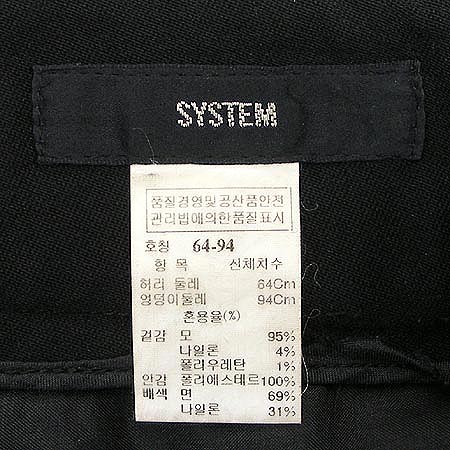 SYSTEM
품질경영및공산품안전
관리법애의한품질표시
호칭 64-94
항 목 신체치수
허리 둘레 64Cm
엉덩이둘레 94Cm
혼용율(%)
겉감 모 95%
나일론 4%
폴리우레탄 1%
안감 폴리에스테르100%
배색 면 69%
나일론 31%